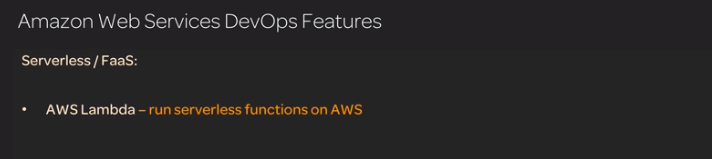 Amazon Web Services DevOps Features
Serverless / FaaS:
• AWS Lambda – run serverless functions on AWS